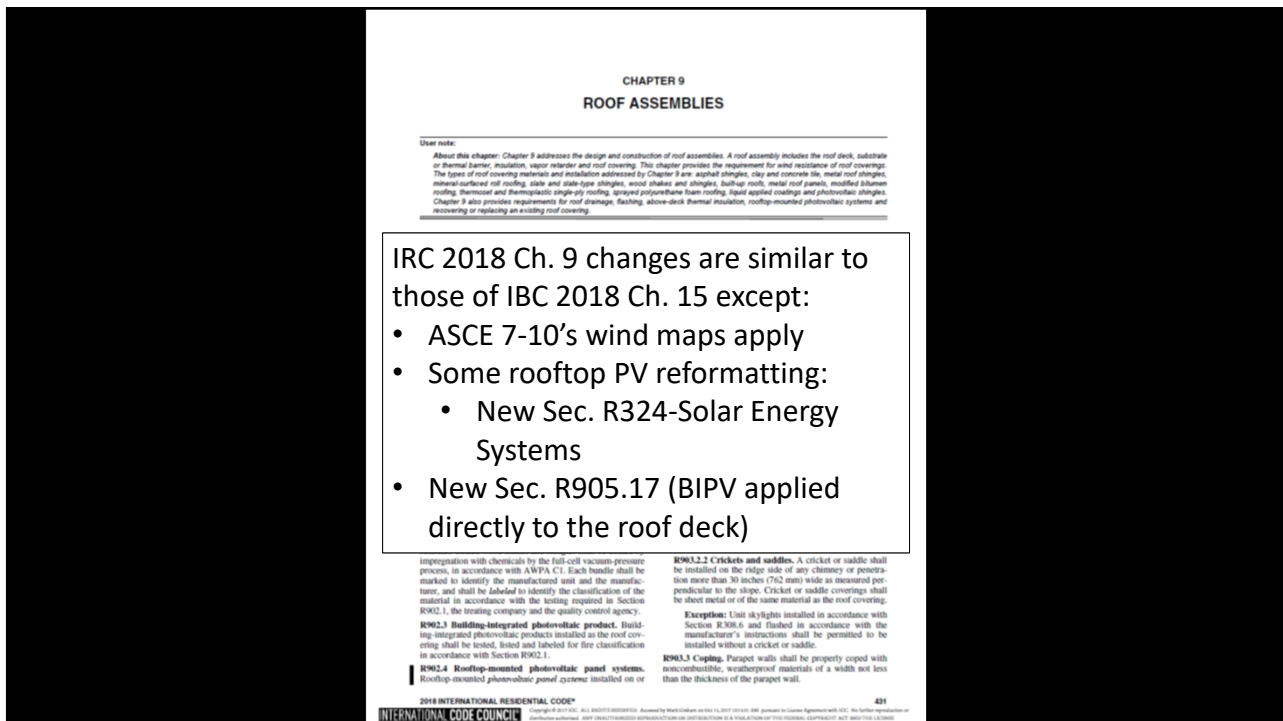 CHAPTER 9
ROOF ASSEMBLIES
User note:
About this chapter: Chapter 9 addresses the design and construction of roof assemblies. A roof assembly includes the roof deck, substrate
or thermal barrier, insulation, vapor retarder and roof covering. This chapter provides the requirement for wind resistance of roof coverings.
The types of roof covering materials and installation addressed by Chapter 9 are: asphalt shingles, clay and concrete tile, metal roof shingles,
mineral-surfaced roll roofing, slate and slate-type shingles, wood shakes and shingles, built-up roofs, metal roof panels, modified bitumen
roofing, thermoset and thermoplastic single-ply roofing, sprayed polyurethane foam roofing, liquid applied coatings and photovoltaic shingles.
Chapter 9 also provides requirements for roof drainage, flashing, above-deck thermal insulation, rooftop-mounted photovoltaic systems and
recovering or replacing an existing roof covering.
IRC 2018 Ch. 9 changes are similar to
those of IBC 2018 Ch. 15 except:
• ASCE 7-10’s wind maps apply
• Some rooftop PV reformatting:
• New Sec. R324-Solar Energy
Systems
• New Sec. R905.17 (BIPV applied
directly to the roof deck)
impregnation with chemicals by the full-cell vacuum-pressure
process, in accordance with AWPA C1. Each bundle shall be
marked to identify the manufactured unit and the manufac-
turer, and shall be labeled to identify the classification of the
material in accordance with the testing required in Section
R902.1, the treating company and the quality control agency.
R902.3 Building-integrated photovoltaic product. Build-
ing-integrated photovoltaic products installed as the roof cov-
ering shall be tested, listed and labeled for fire classification
in accordance with Section R902.1.
R902.4 Rooftop-mounted photovoltaic panel systems.
Rooftop-mounted photovoltaic panel systems installed on or
R903.2.2 Crickets and saddles. A cricket or saddle shall
be installed on the ridge side of any chimney or penetra-
tion more than 30 inches (762 mm) wide as measured per-
pendicular to the slope. Cricket or saddle coverings shall
be sheet metal or of the same material as the roof covering.
Exception: Unit skylights installed in accordance with
Section R308.6 and flashed in accordance with the
manufacturer’s instructions shall be permitted to be
installed without a cricket or saddle.
R903.3 Coping. Parapet walls shall be properly coped with
noncombustible, weatherproof materials of a width not less
than the thickness of the parapet wall.
2018 INTERNATIONAL RESIDENTIAL CODE®
431
INTERNATIONAL CODE COUNCIL